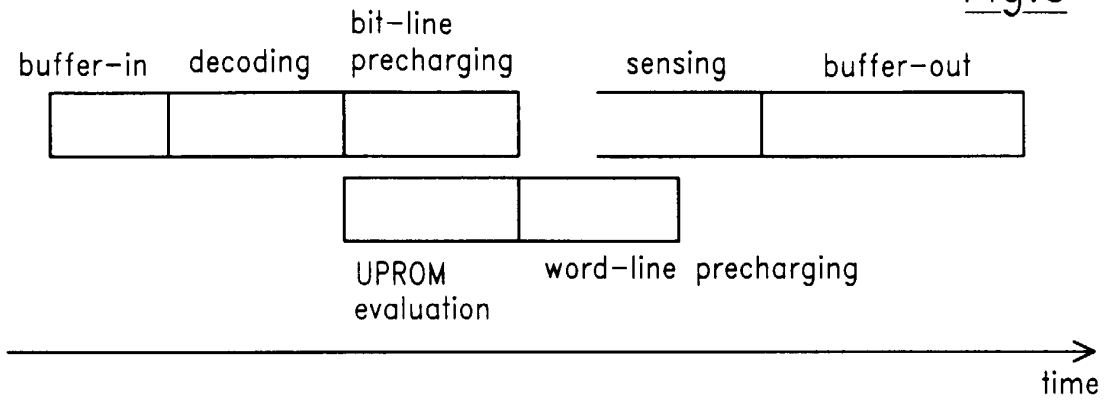 bit-line
buffer-in decoding precharging sensing buffer-out
UPROM word-line precharging
evaluation
time